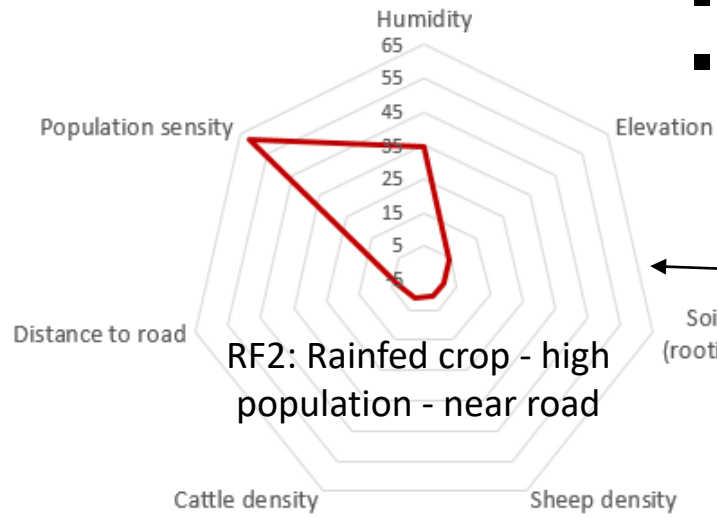 Humidity
65
55
45
35
25
15
5
-5
Population sensity
Elevation
Distance to road
RF2: Rainfed crop - high
population - near road
Cattle density
Sheep density